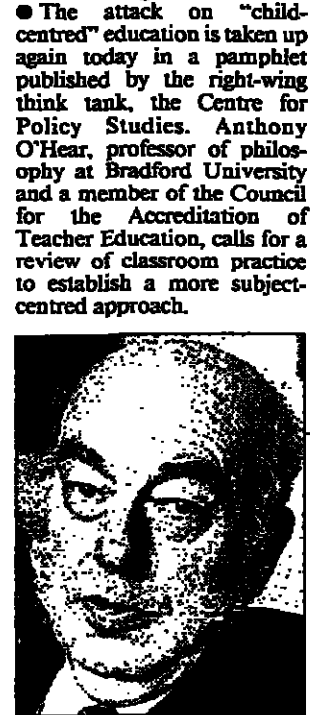 ● The attack on “child-
centred” education is taken up
again today in a pamphlet
published by the right-wing
think tank, the Centre for
Policy Studies. Anthony
O’Hear, professor of philos-
ophy at Bradford University
and a member of the Council
for the Accreditation of
Teacher Education, calls for a
review of classroom practice
to establish a more subject-
centred approach.